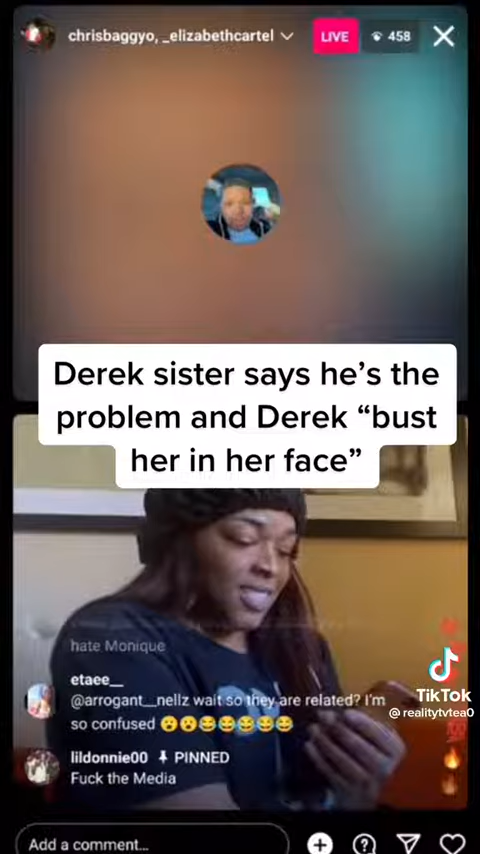 chrisbaggyo, _elizabethcartel
LIVE
458
Derek sister says he’s the
problem and Derek “bust
her in her face”
hate Monique
etaee__
@arrogant__nellz wait so they are related? I'm
so confused 😮😮😂😂😂😂😂
lildonnie00 📌 PINNED
Fuck the Media
TikTok
@realitytvtea0
Add a comment...